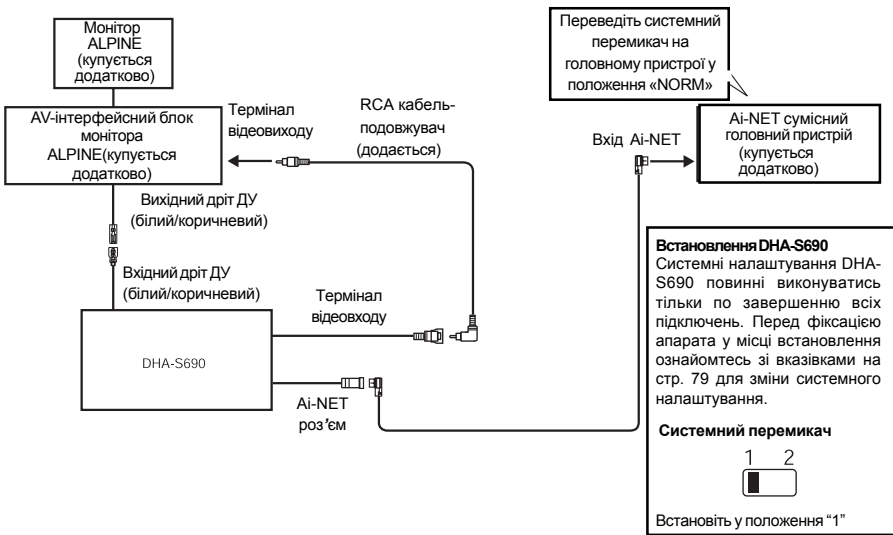 Монітор
ALPINE
(купується
додатково)
AV-інтерфейсний блок
монітора
ALPINE(купується
додатково)
Термінал
відеовиходу
RCA кабель-
подовжувач
(додається)
Переведіть системний
перемикач на
головному пристрої у
положення «NORM»
Вхід Ai-NET
Ai-NET сумісний
головний пристрій
(купується
додатково)
Вихідний дріт ДУ
(білий/коричневий)
Вхідний дріт ДУ
(білий/коричневий)
Термінал
відеовходу
DHA-S690
Ai-NET
роз’єм
Встановлення DHA-S690
Системні налаштування DHA-
S690 повинні виконуватись
тільки по завершенню всіх
підключень. Перед фіксацією
апарата у місці встановлення
ознайомтесь зі вказівками на
стр. 79 для зміни системного
налаштування.
Системний перемикач
1 2
Встановіть у положення “1”